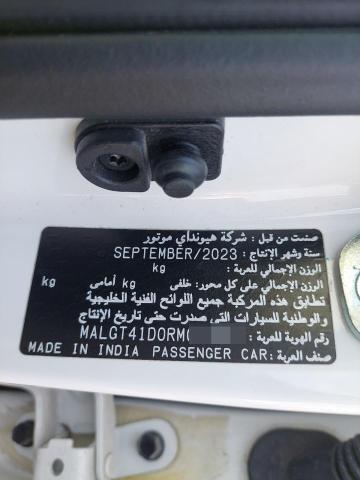 صنعت من قبل : شركة هيونداي موتور
سنة وشهر الإنتاج: SEPTEMBER/2023
الوزن الإجمالي للعربة: kg
الوزن الإجمالي على كل محور: خلفي kg أمامي kg
تطابق هذه المركبة جميع اللوائح الفنية الخليجية
والوطنية للسيارات التي صدرت حتى تاريخ الإنتاج
رقم الهوية للعربة: MALGT41DORM
صنف العربة: MADE IN INDIA PASSENGER CAR